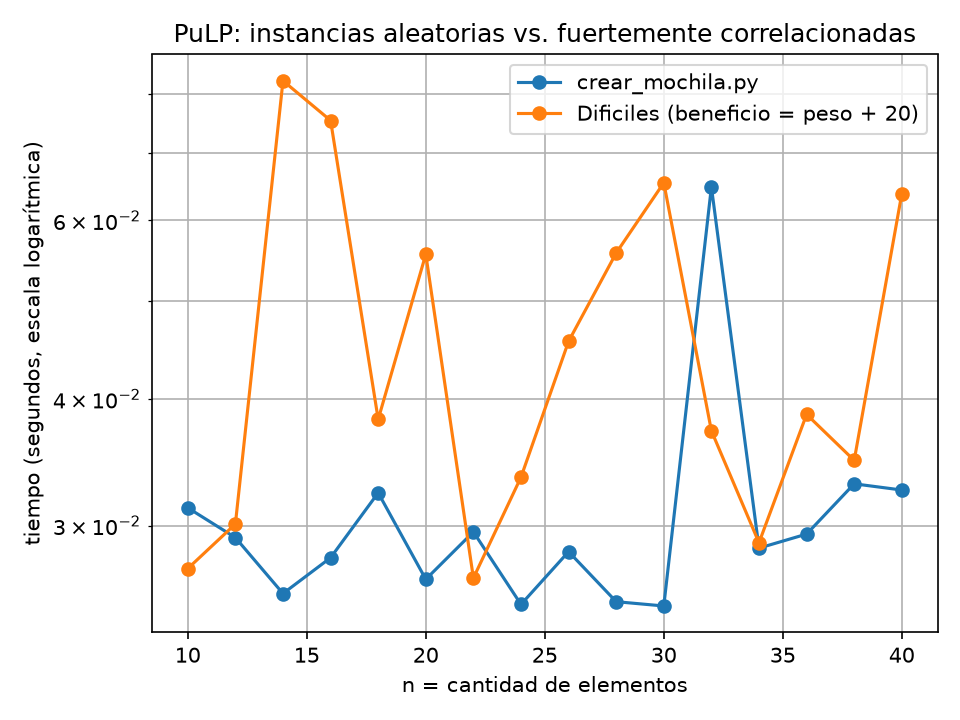 PuLP: instancias aleatorias vs. fuertemente correlacionadas
crear_mochila.py
Dificiles (beneficio = peso + 20)
tiempo (segundos, escala logarítmica)
6 × 10⁻²
4 × 10⁻²
3 × 10⁻²
10 15 20 25 30 35 40
n = cantidad de elementos